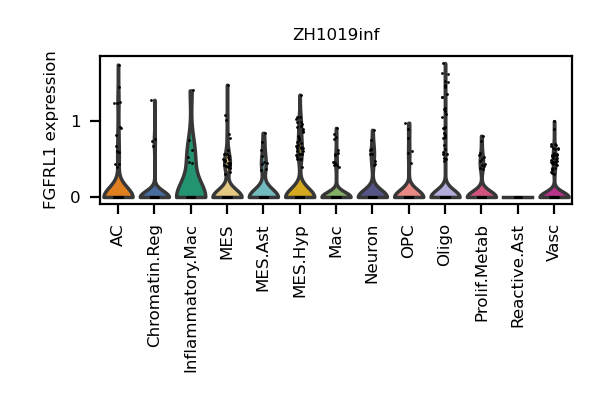 ZH1019inf
FGFRL1 expression
1
0
AC
Chromatin.Reg
Inflammatory.Mac
MES
MES.Ast
MES.Hyp
Mac
Neuron
OPC
Oligo
Prolif.Metab
Reactive.Ast
Vasc